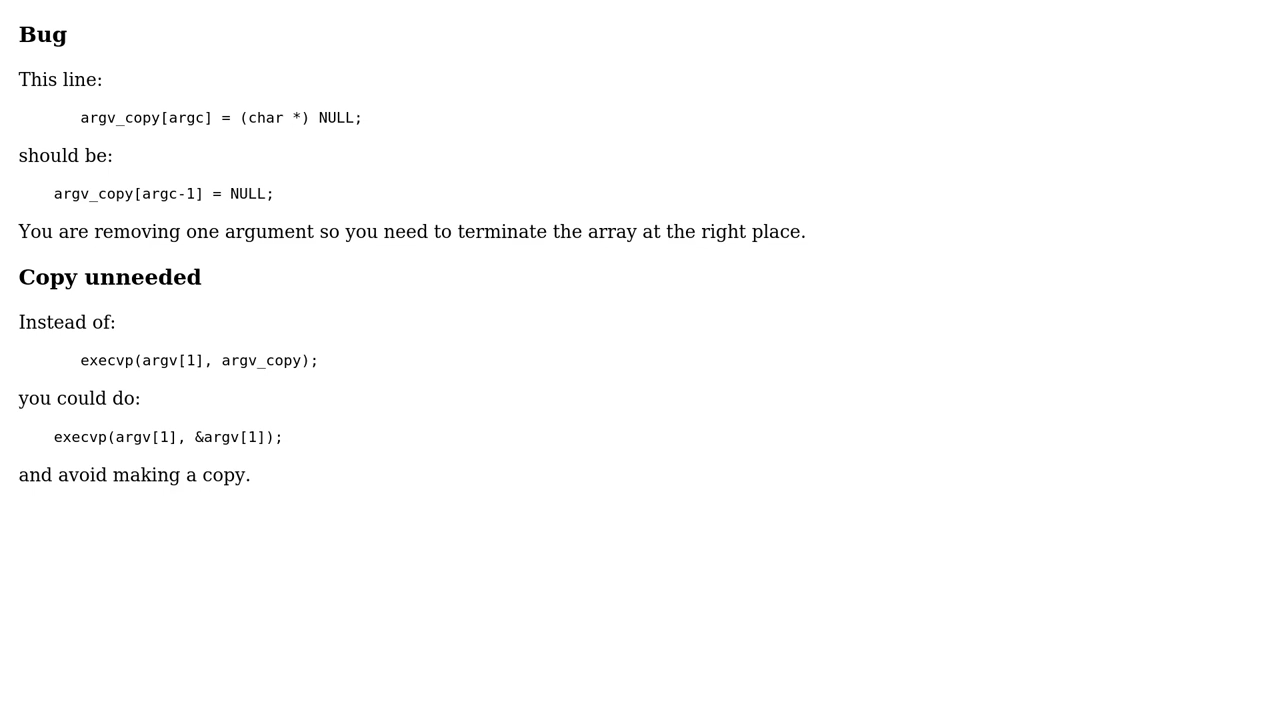 Bug
This line:
argv_copy[argc] = (char *) NULL;
should be:
argv_copy[argc-1] = NULL;
You are removing one argument so you need to terminate the array at the right place.
Copy unneeded
Instead of:
execvp(argv[1], argv_copy);
you could do:
execvp(argv[1], &argv[1]);
and avoid making a copy.